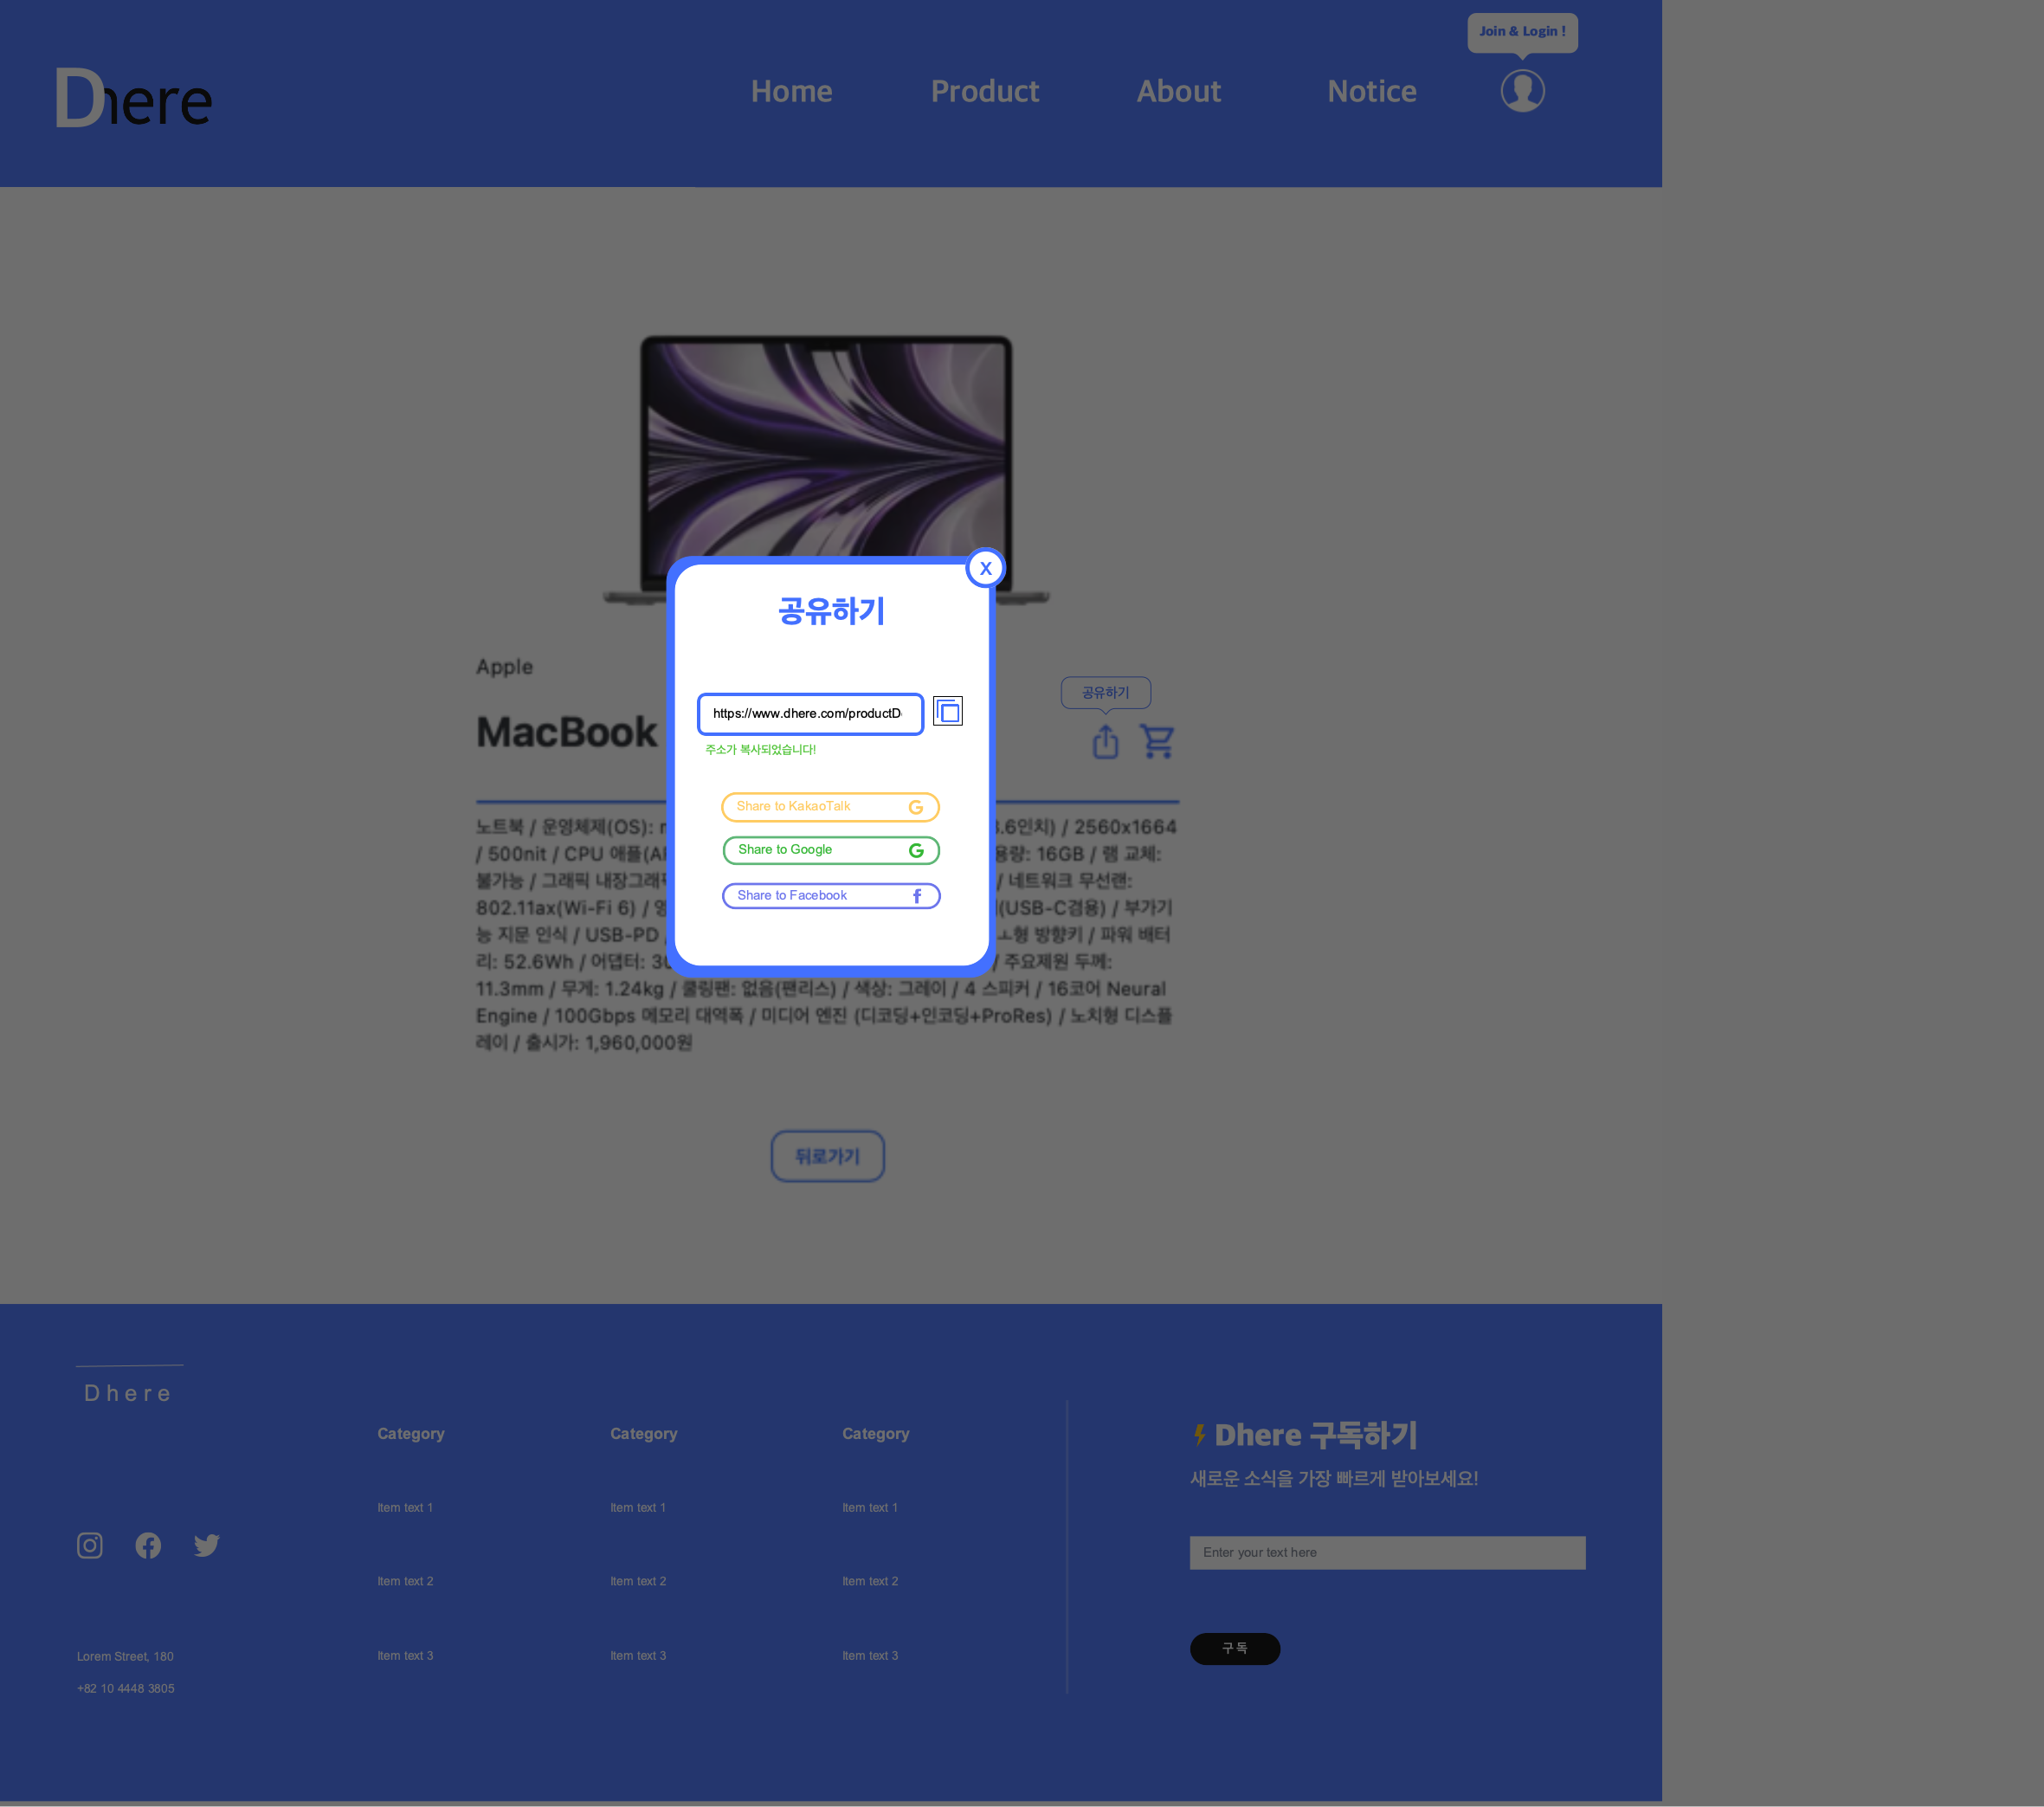 Join & Login !
Dhere
Home Product About Notice
X
공유하기
Apple
공유하기
https://www.dhere.com/productD
MacBook
주소가 복사되었습니다!
Share to KakaoTalk
노트북 / 운영체제(OS): .6인치) / 2560x1664
Share to Google
/ 500nit / CPU 용량: 16GB / 램 교체:
불가능 / 그래픽 / 네트워크 무선랜:
Share to Facebook
802.11ax(Wi-Fi 6) / (USB-C겸용) / 부가기
능 지문 인식 / USB-PD ㅗ형 방향키 / 파워 배터
리: 52.6Wh / 어댑터: / 주요제원 두께:
11.3mm / 무게: 1.24kg / 쿨링팬: 없음(팬리스) / 색상: 그레이 / 4 스피커 / 16코어 Neural
Engine / 100Gbps 메모리 대역폭 / 미디어 엔진 (디코딩+인코딩+ProRes) / 노치형 디스플
레이 / 출시가: 1,960,000원
뒤로가기
Dhere
Category Category Category
Dhere 구독하기
새로운 소식을 가장 빠르게 받아보세요!
Item text 1 Item text 1 Item text 1
Enter your text here
Item text 2 Item text 2 Item text 2
구독
Item text 3 Item text 3 Item text 3
Lorem Street, 180
+82 10 4448 3805